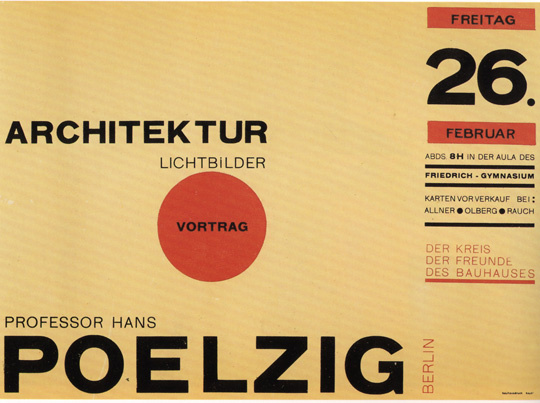 ARCHITEKTUR
LICHTBILDER
VORTRAG
PROFESSOR HANS
POELZIG
BERLIN
FREITAG
26.
FEBRUAR
ABDS. 8H IN DER AULA DES
FRIEDRICH - GYMNASIUM
KARTEN VORVERKAUF BEI:
ALLNER ● OLBERG ● RAUCH
DER KREIS
DER FREUNDE
DES BAUHAUSES